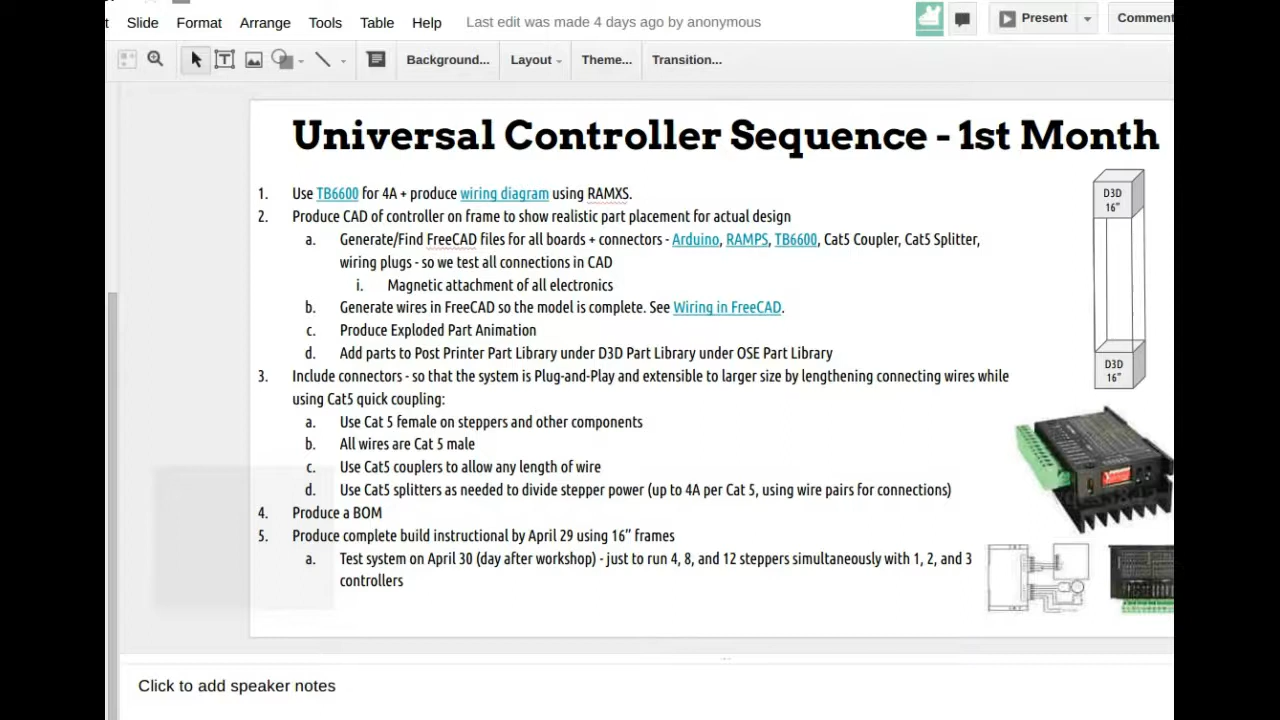 Slide Format Arrange Tools Table Help Last edit was made 4 days ago by anonymous Present Comment
Background... Layout Theme... Transition...
Universal Controller Sequence - 1st Month
1. Use TB6600 for 4A + produce wiring diagram using RAMXS.
2. Produce CAD of controller on frame to show realistic part placement for actual design
a. Generate/Find FreeCAD files for all boards + connectors - Arduino, RAMPS, TB6600, Cat5 Coupler, Cat5 Splitter,
wiring plugs - so we test all connections in CAD
i. Magnetic attachment of all electronics
b. Generate wires in FreeCAD so the model is complete. See Wiring in FreeCAD.
c. Produce Exploded Part Animation
d. Add parts to Post Printer Part Library under D3D Part Library under OSE Part Library
3. Include connectors - so that the system is Plug-and-Play and extensible to larger size by lengthening connecting wires while
using Cat5 quick coupling:
a. Use Cat 5 female on steppers and other components
b. All wires are Cat 5 male
c. Use Cat5 couplers to allow any length of wire
d. Use Cat5 splitters as needed to divide stepper power (up to 4A per Cat 5, using wire pairs for connections)
4. Produce a BOM
5. Produce complete build instructional by April 29 using 16” frames
a. Test system on April 30 (day after workshop) - just to run 4, 8, and 12 steppers simultaneously with 1, 2, and 3
controllers
D3D
16”
D3D
16”
Click to add speaker notes